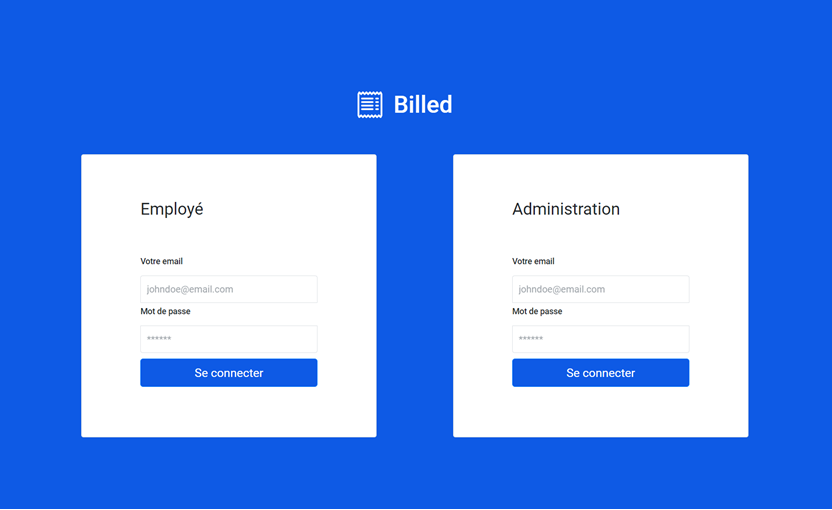 Billed
Employé
Votre email
johndoe@email.com
Mot de passe
******
Se connecter
Administration
Votre email
johndoe@email.com
Mot de passe
******
Se connecter